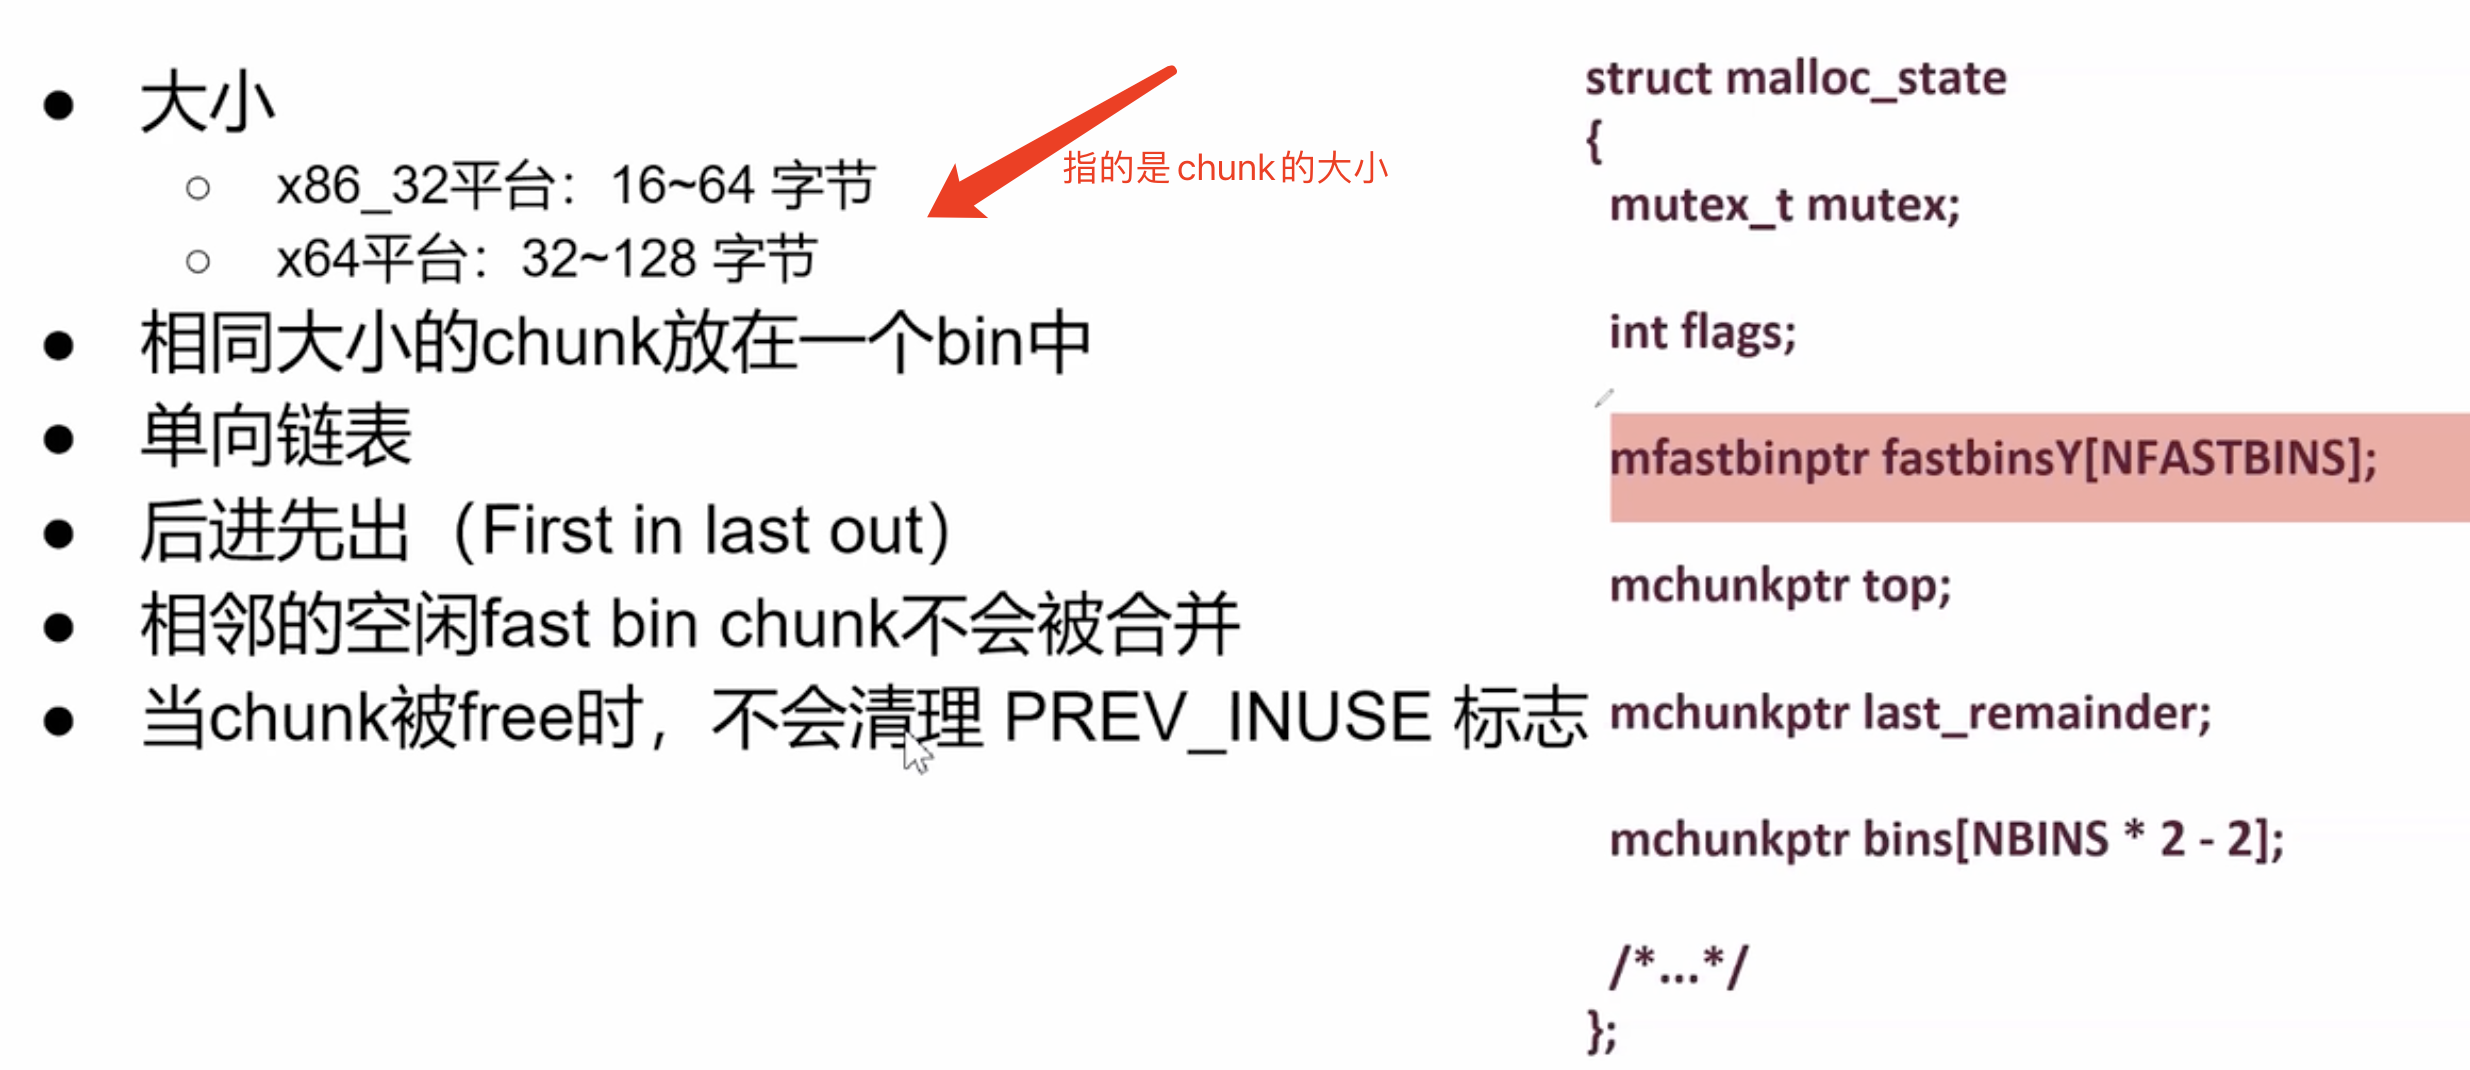 大小
x86_32平台：16~64 字节
x64平台：32~128 字节
指的是chunk的大小
相同大小的chunk放在一个bin中
单向链表
后进先出（First in last out）
相邻的空闲fast bin chunk不会被合并
当chunk被free时，不会清理 PREV_INUSE 标志
struct malloc_state
{
mutex_t mutex;
int flags;
mfastbinptr fastbinsY[NFASTBINS];
mchunkptr top;
mchunkptr last_remainder;
mchunkptr bins[NBINS * 2 - 2];
/*...*/
};